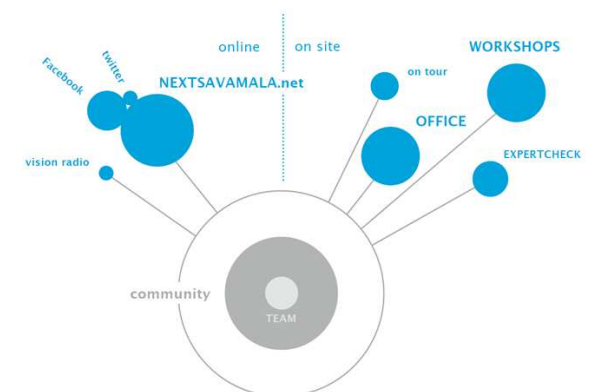 online
on site
WORKSHOPS
Facebook
twitter
NEXTSAVAMALA.net
on tour
OFFICE
vision radio
EXPERTCHECK
community
TEAM